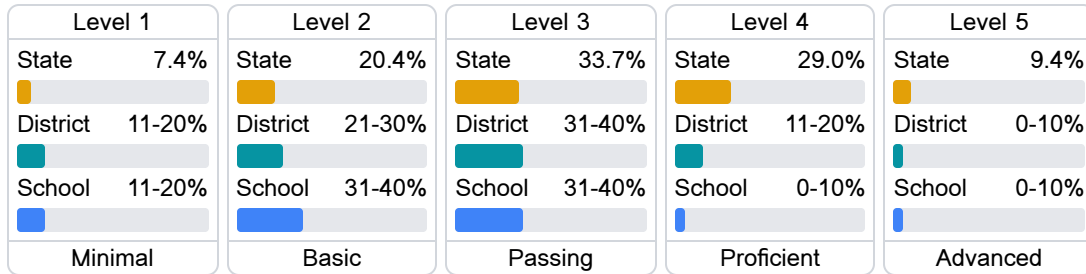 Level 1
State 7.4%
District 11-20%
School 11-20%
Minimal
Level 2
State 20.4%
District 21-30%
School 31-40%
Basic
Level 3
State 33.7%
District 31-40%
School 31-40%
Passing
Level 4
State 29.0%
District 11-20%
School 0-10%
Proficient
Level 5
State 9.4%
District 0-10%
School 0-10%
Advanced